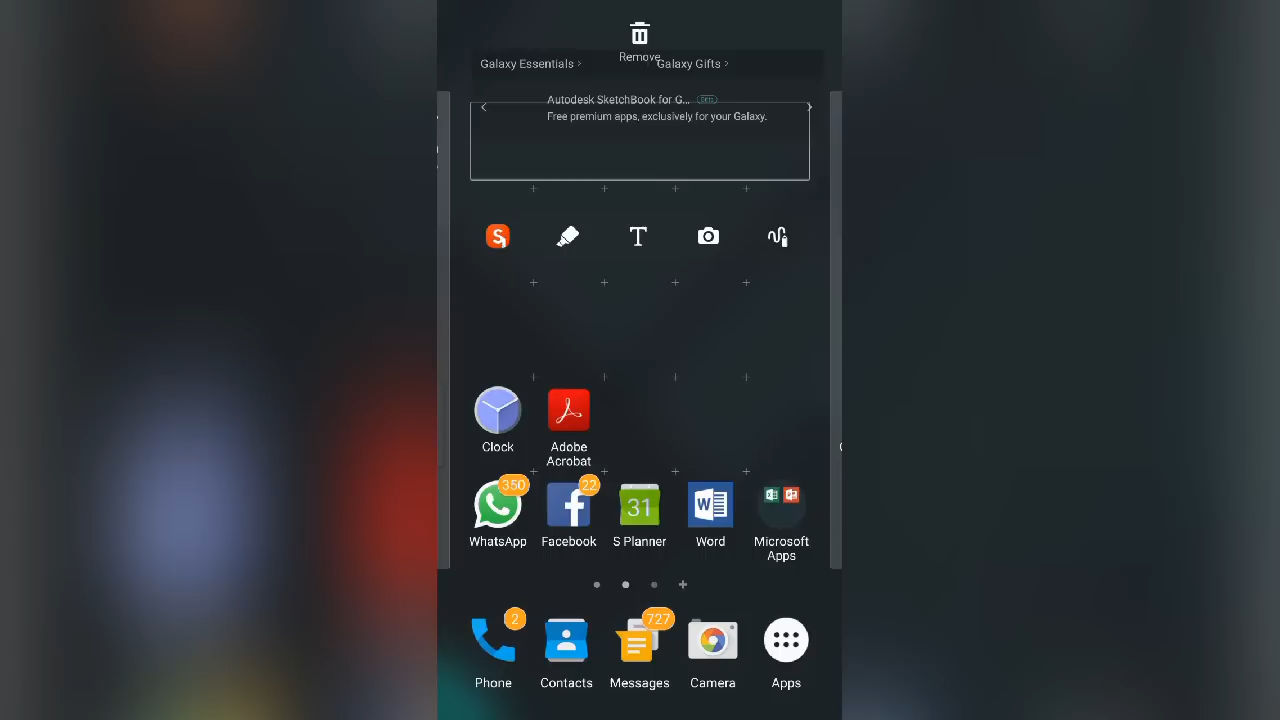 Remove
Galaxy Essentials >
Galaxy Gifts >
Autodesk SketchBook for G...
Free premium apps, exclusively for your Galaxy.
S
T
Clock
Adobe Acrobat
350
22
31
W
WhatsApp
Facebook
S Planner
Word
Microsoft Apps
2
727
Phone
Contacts
Messages
Camera
Apps